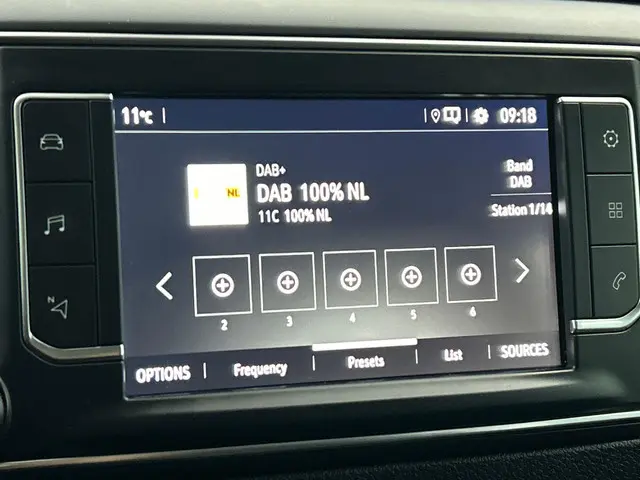 11°C
09:18
NL
DAB+
DAB 100% NL
11C 100% NL
Band
DAB
Station 1/14
2 3 4 5 6
OPTIONS Frequency Presets List SOURCES
N